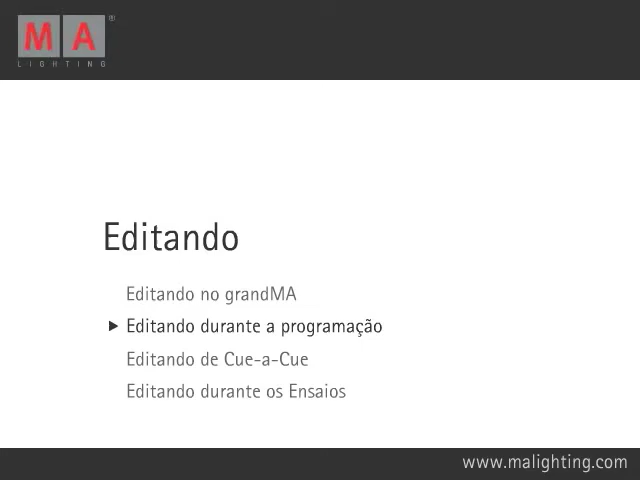 MA
LIGHTING
Editando
Editando no grandMA
Editando durante a programação
Editando de Cue-a-Cue
Editando durante os Ensaios
www.malighting.com